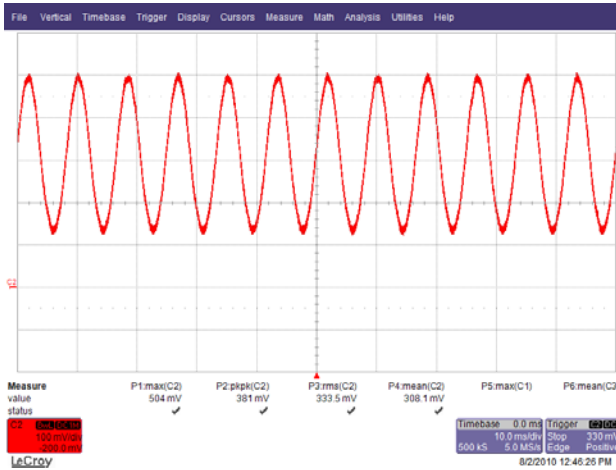 File Vertical Timebase Trigger Display Cursors Measure Math Analysis Utilities Help
C2
Measure P1:max(C2) P2:pkpk(C2) P3:rms(C2) P4:mean(C2) P5:max(C1) P6:mean(C3
value 504 mV 381 mV 333.5 mV 308.1 mV
status
C2 DC1M
100 mV/div
-200.0 mV
Timebase 0.0 ms
10.0 ms/div
500 kS 5.0 MS/s
Trigger C2 DC
Stop 330 mV
Edge Positive
LeCroy
8/2/2010 12:46:26 PM